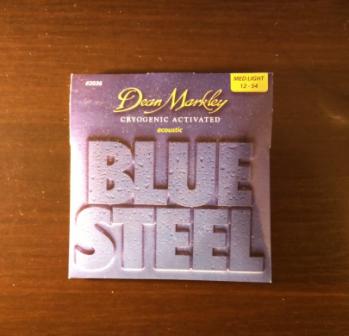 #2036
MED LIGHT
12 - 54
Dean Markley
CRYOGENIC ACTIVATED
acoustic
BLUE
STEEL